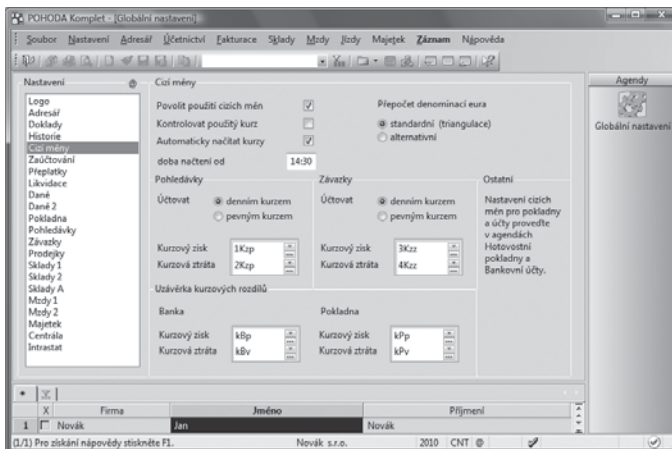 POHODA Komplet - [Globální nastavení]
Soubor Nastavení Adresář Účetnictví Fakturace Sklady Mzdy Jízdy Majetek Záznam Nápověda
Nastavení
Logo
Adresář
Doklady
Historie
Cizí měny
Zaúčtování
Přeplatky
Likvidace
Daně
Daně 2
Pokladna
Pohledávky
Závazky
Prodejky
Sklady 1
Sklady 2
Sklady A
Mzdy 1
Mzdy 2
Majetek
Centrála
Intrastat
Cizí měny
Povolit použití cizích měn
Kontrolovat použitý kurz
Automaticky načítat kurzy
doba načtení od 14:30
Přepočet denominací eura
standardní (triangulace)
alternativní
Pohledávky
Účtovat denním kurzem
pevným kurzem
Kurzový zisk 1Kzp
Kurzová ztráta 2Kzp
Závazky
Účtovat denním kurzem
pevným kurzem
Kurzový zisk 3Kzz
Kurzová ztráta 4Kzz
Ostatní
Nastavení cizích
měn pro pokladny
a účty proveďte
v agendách
Hotovostní
pokladny a
Bankovní účty.
Uzávěrka kurzových rozdílů
Banka
Kurzový zisk kBp
Kurzová ztráta kBv
Pokladna
Kurzový zisk kPp
Kurzová ztráta kPv
Agendy
Globální nastavení
X Firma Jméno Příjmení
1 Novák Jan Novák
(1/1) Pro získání nápovědy stiskněte F1. Novák s.r.o. 2010 CNT @